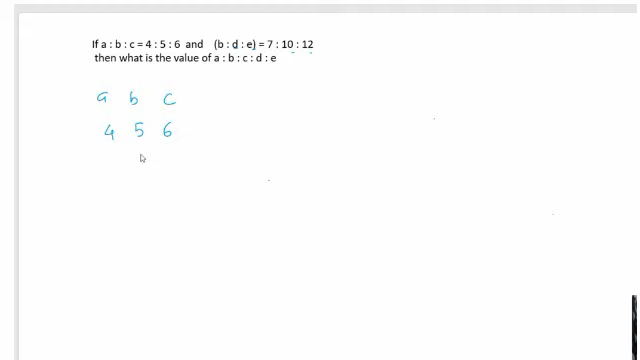 If a : b : c = 4 : 5 : 6 and (b : d : e) = 7 : 10 : 12
then what is the value of a : b : c : d : e
a b c
4 5 6